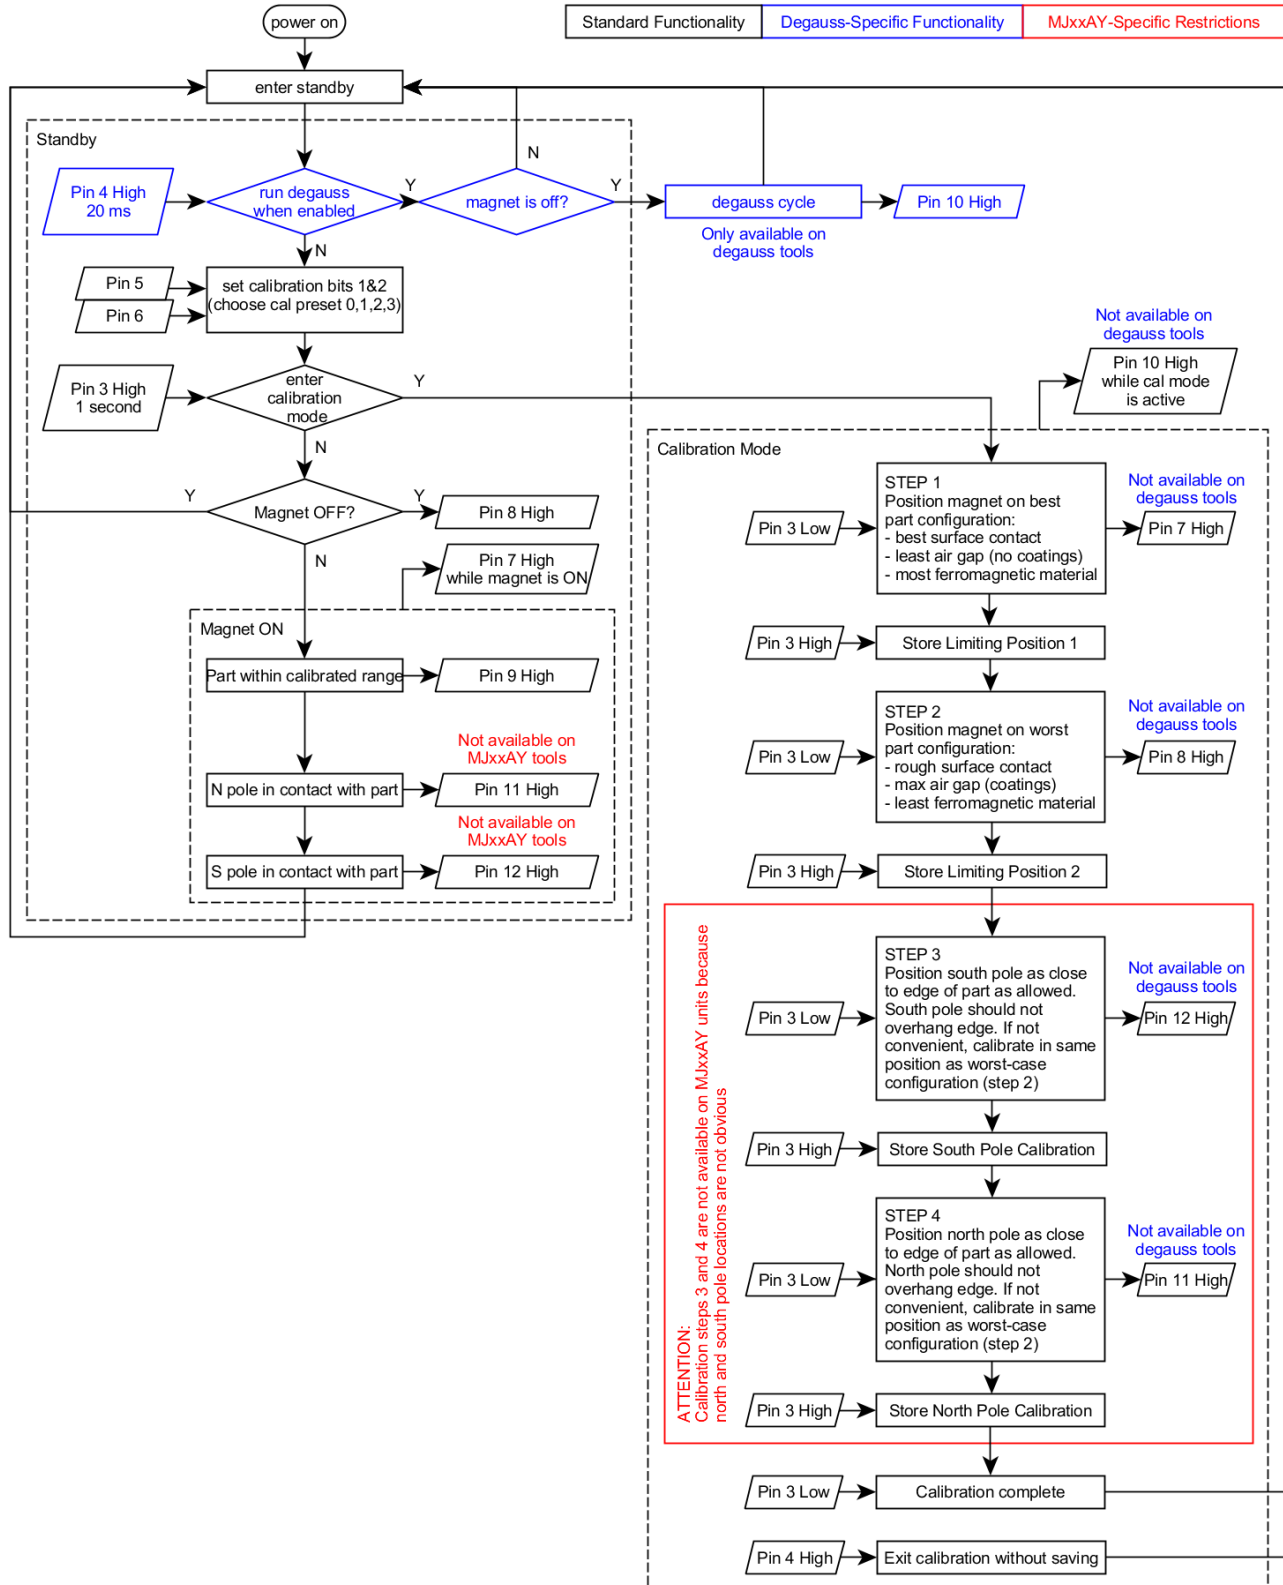 power on
Standard Functionality
Degauss-Specific Functionality
MJxxAY-Specific Restrictions
enter standby
Standby
N
Pin 4 High
20 ms
run degauss
when enabled
Y
magnet is off?
Y
degauss cycle
Pin 10 High
Only available on
degauss tools
N
Pin 5
Pin 6
set calibration bits 1&2
(choose cal preset 0,1,2,3)
Pin 3 High
1 second
enter
calibration
mode
Y
N
Not available on
degauss tools
Pin 10 High
while cal mode
is active
Y
Magnet OFF?
Y
Pin 8 High
N
Pin 7 High
while magnet is ON
Magnet ON
Part within calibrated range
Pin 9 High
Not available on
MJxxAY tools
N pole in contact with part
Pin 11 High
Not available on
MJxxAY tools
S pole in contact with part
Pin 12 High
Calibration Mode
Pin 3 Low
STEP 1
Position magnet on best
part configuration:
- best surface contact
- least air gap (no coatings)
- most ferromagnetic material
Not available on
degauss tools
Pin 7 High
Pin 3 High
Store Limiting Position 1
Pin 3 Low
STEP 2
Position magnet on worst
part configuration:
- rough surface contact
- max air gap (coatings)
- least ferromagnetic material
Not available on
degauss tools
Pin 8 High
Pin 3 High
Store Limiting Position 2
ATTENTION:
Calibration steps 3 and 4 are not available on MJxxAY units because
north and south pole locations are not obvious
Pin 3 Low
STEP 3
Position south pole as close
to edge of part as allowed.
South pole should not
overhang edge. If not
convenient, calibrate in same
position as worst-case
configuration (step 2)
Not available on
degauss tools
Pin 12 High
Pin 3 High
Store South Pole Calibration
Pin 3 Low
STEP 4
Position north pole as close
to edge of part as allowed.
North pole should not
overhang edge. If not
convenient, calibrate in same
position as worst-case
configuration (step 2)
Not available on
degauss tools
Pin 11 High
Pin 3 High
Store North Pole Calibration
Pin 3 Low
Calibration complete
Pin 4 High
Exit calibration without saving